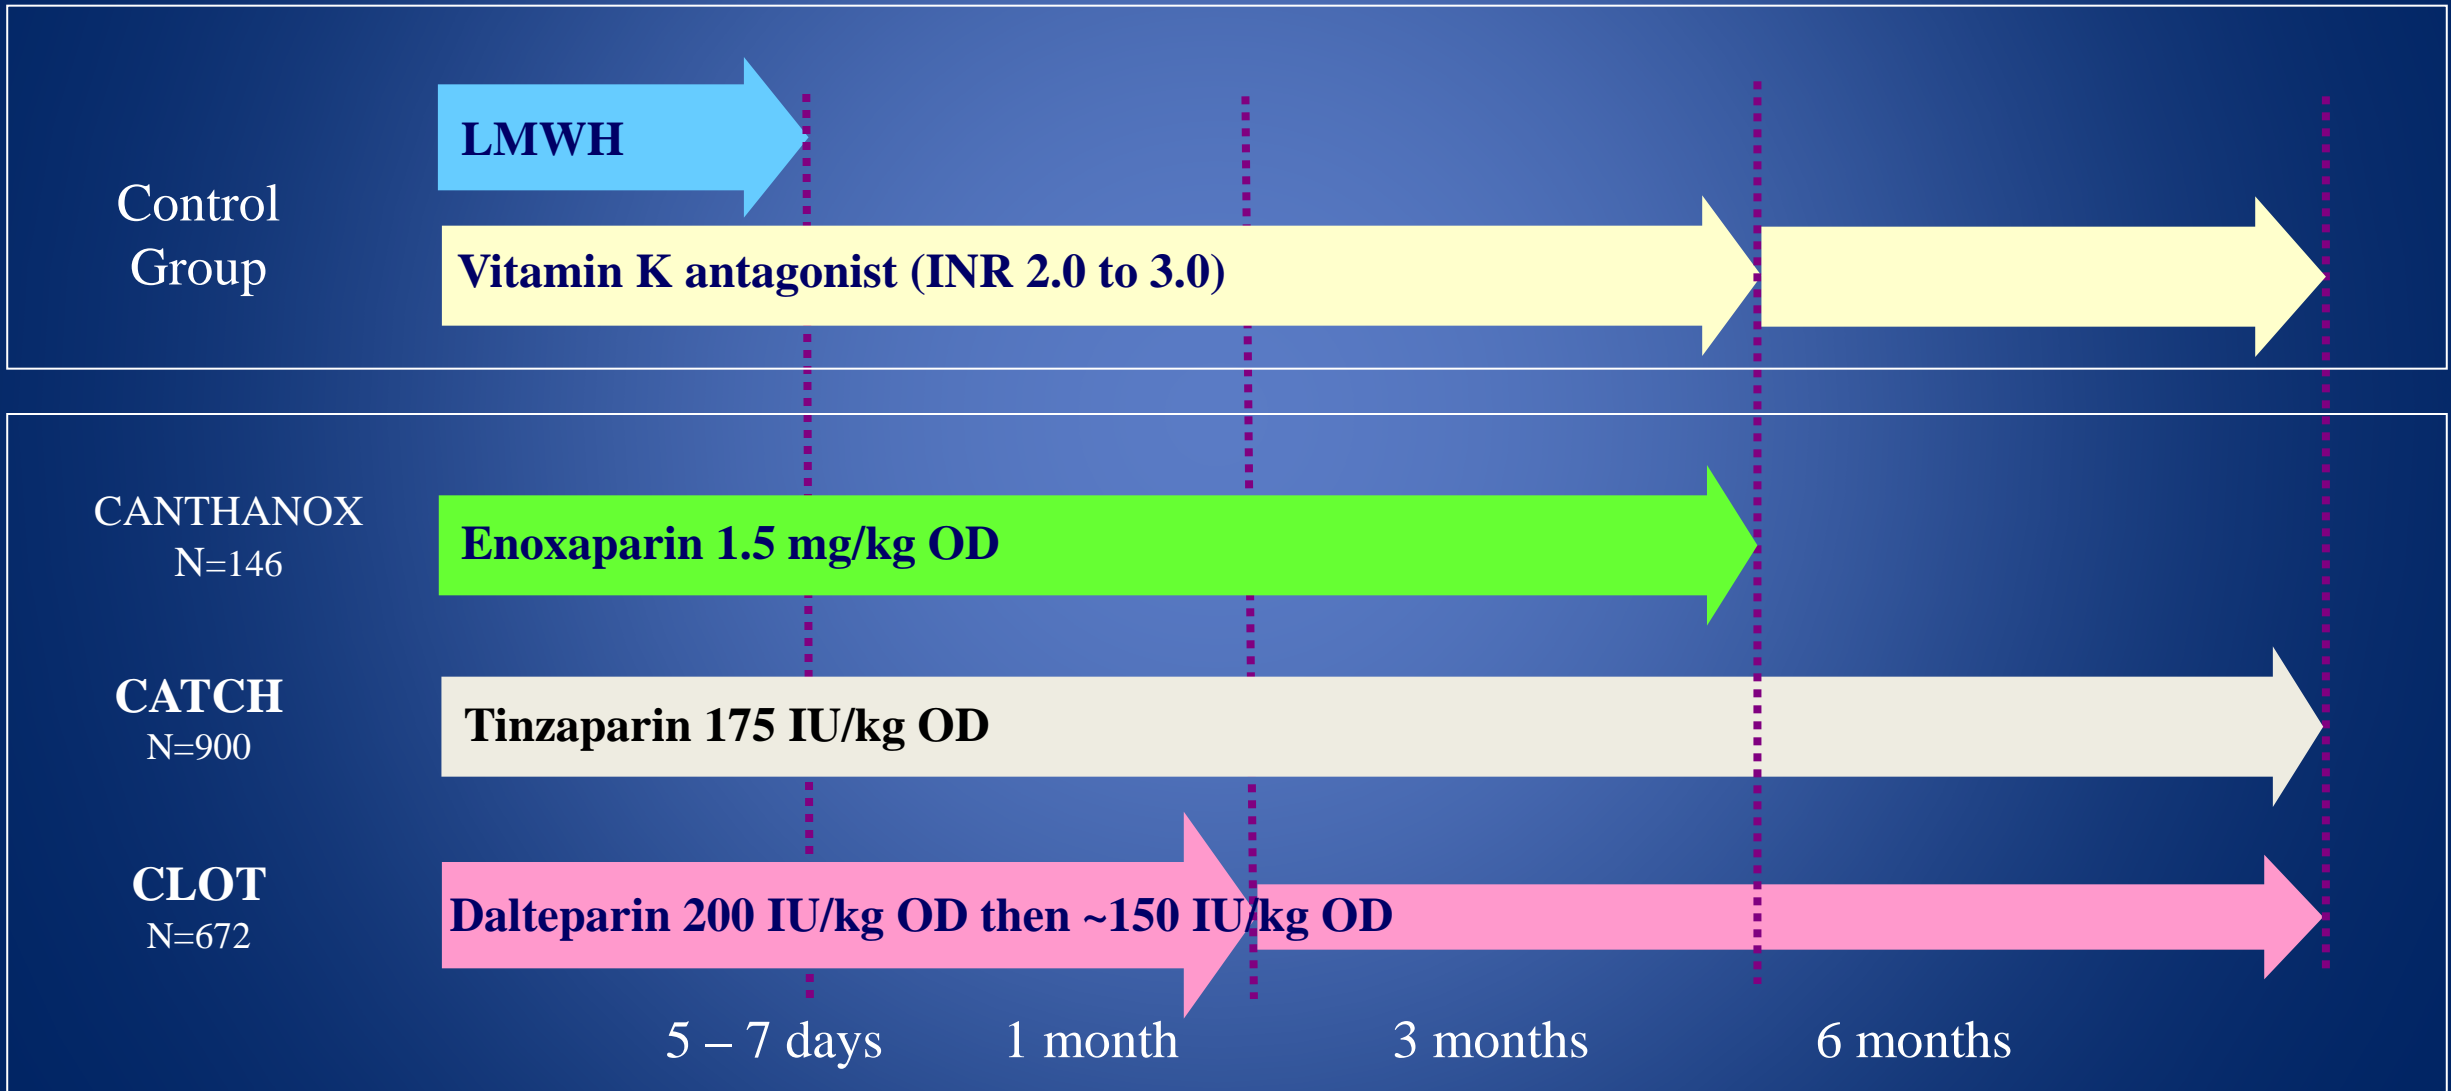 LMWH
Control
Group
Vitamin K antagonist (INR 2.0 to 3.0)
CANTHANOX
N=146
Enoxaparin 1.5 mg/kg OD
CATCH
N=900
Tinzaparin 175 IU/kg OD
CLOT
N=672
Dalteparin 200 IU/kg OD then ~150 IU/kg OD
5 – 7 days 1 month 3 months 6 months